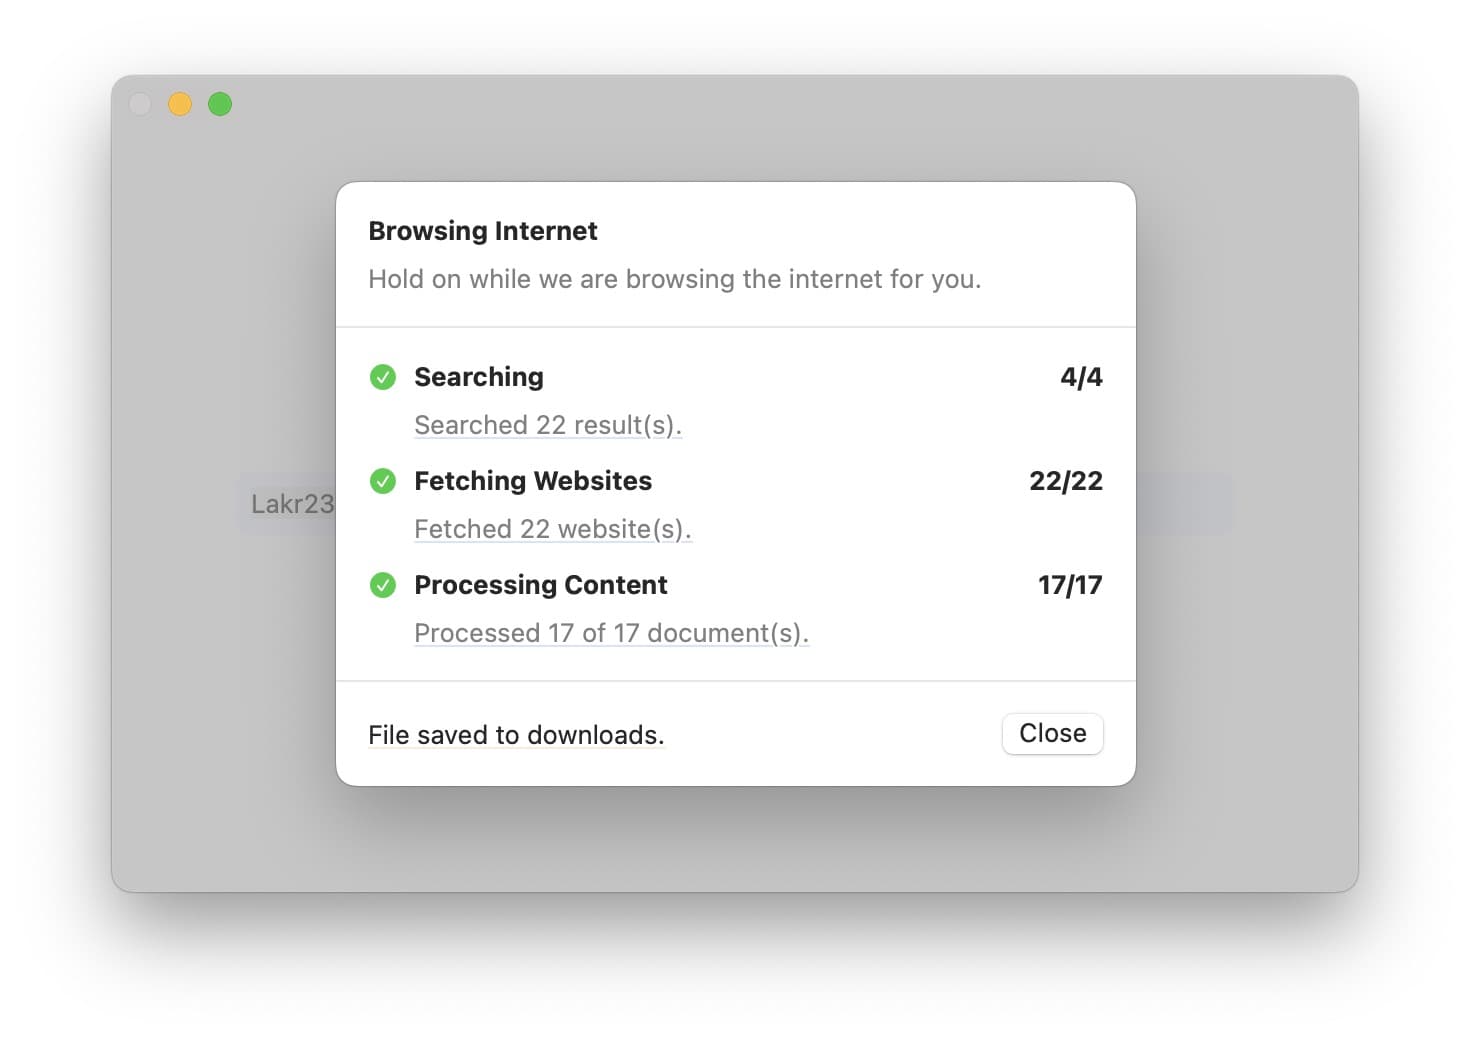 Browsing Internet
Hold on while we are browsing the internet for you.
Searching 4/4
Searched 22 result(s).
Lakr23
Fetching Websites 22/22
Fetched 22 website(s).
Processing Content 17/17
Processed 17 of 17 document(s).
File saved to downloads. Close